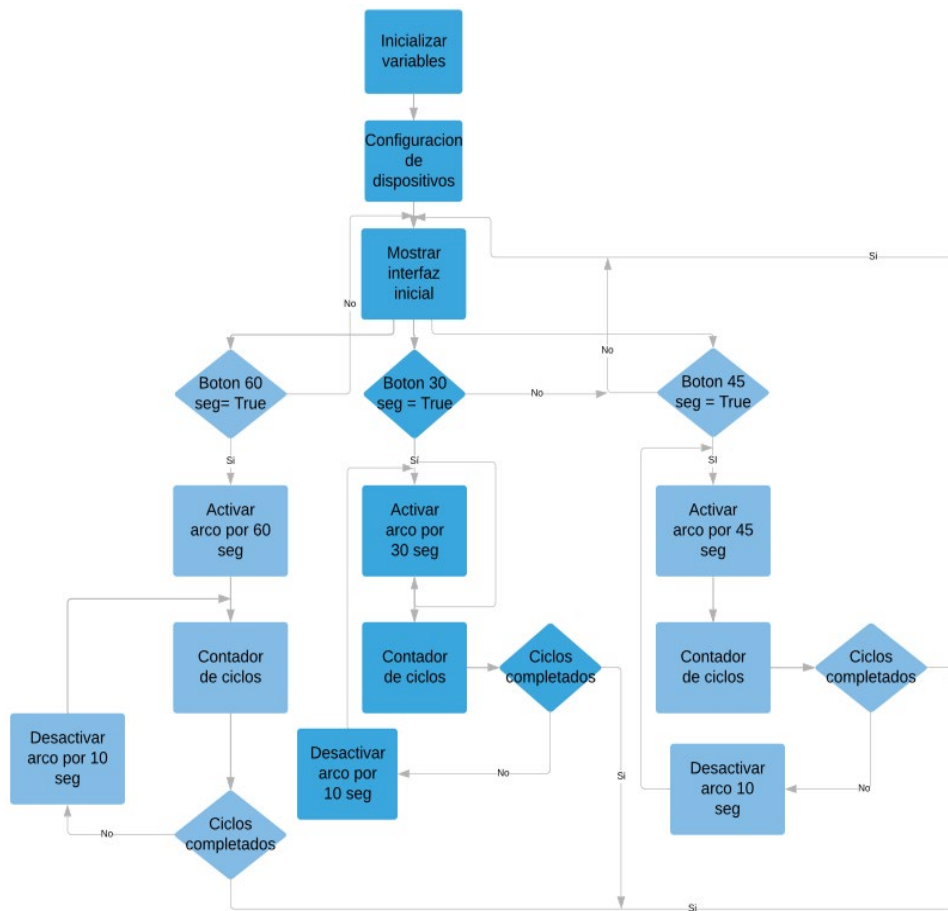 Inicializar
variables
Configuracion
de
dispositivos
Mostrar
interfaz
inicial
Si
No
No
Boton 60
seg= True
Boton 30
seg = True
No
Boton 45
seg = True
Si
Sí
SI
Activar
arco por 60
seg
Activar
arco por
30 seg
Activar
arco por 45
seg
Contador
de ciclos
Contador
de ciclos
Ciclos
completados
Contador
de ciclos
Ciclos
completados
Desactivar
arco por 10
seg
Desactivar
arco por
10 seg
No
Si
Desactivar
arco 10
seg
No
No
Ciclos
completados
Si